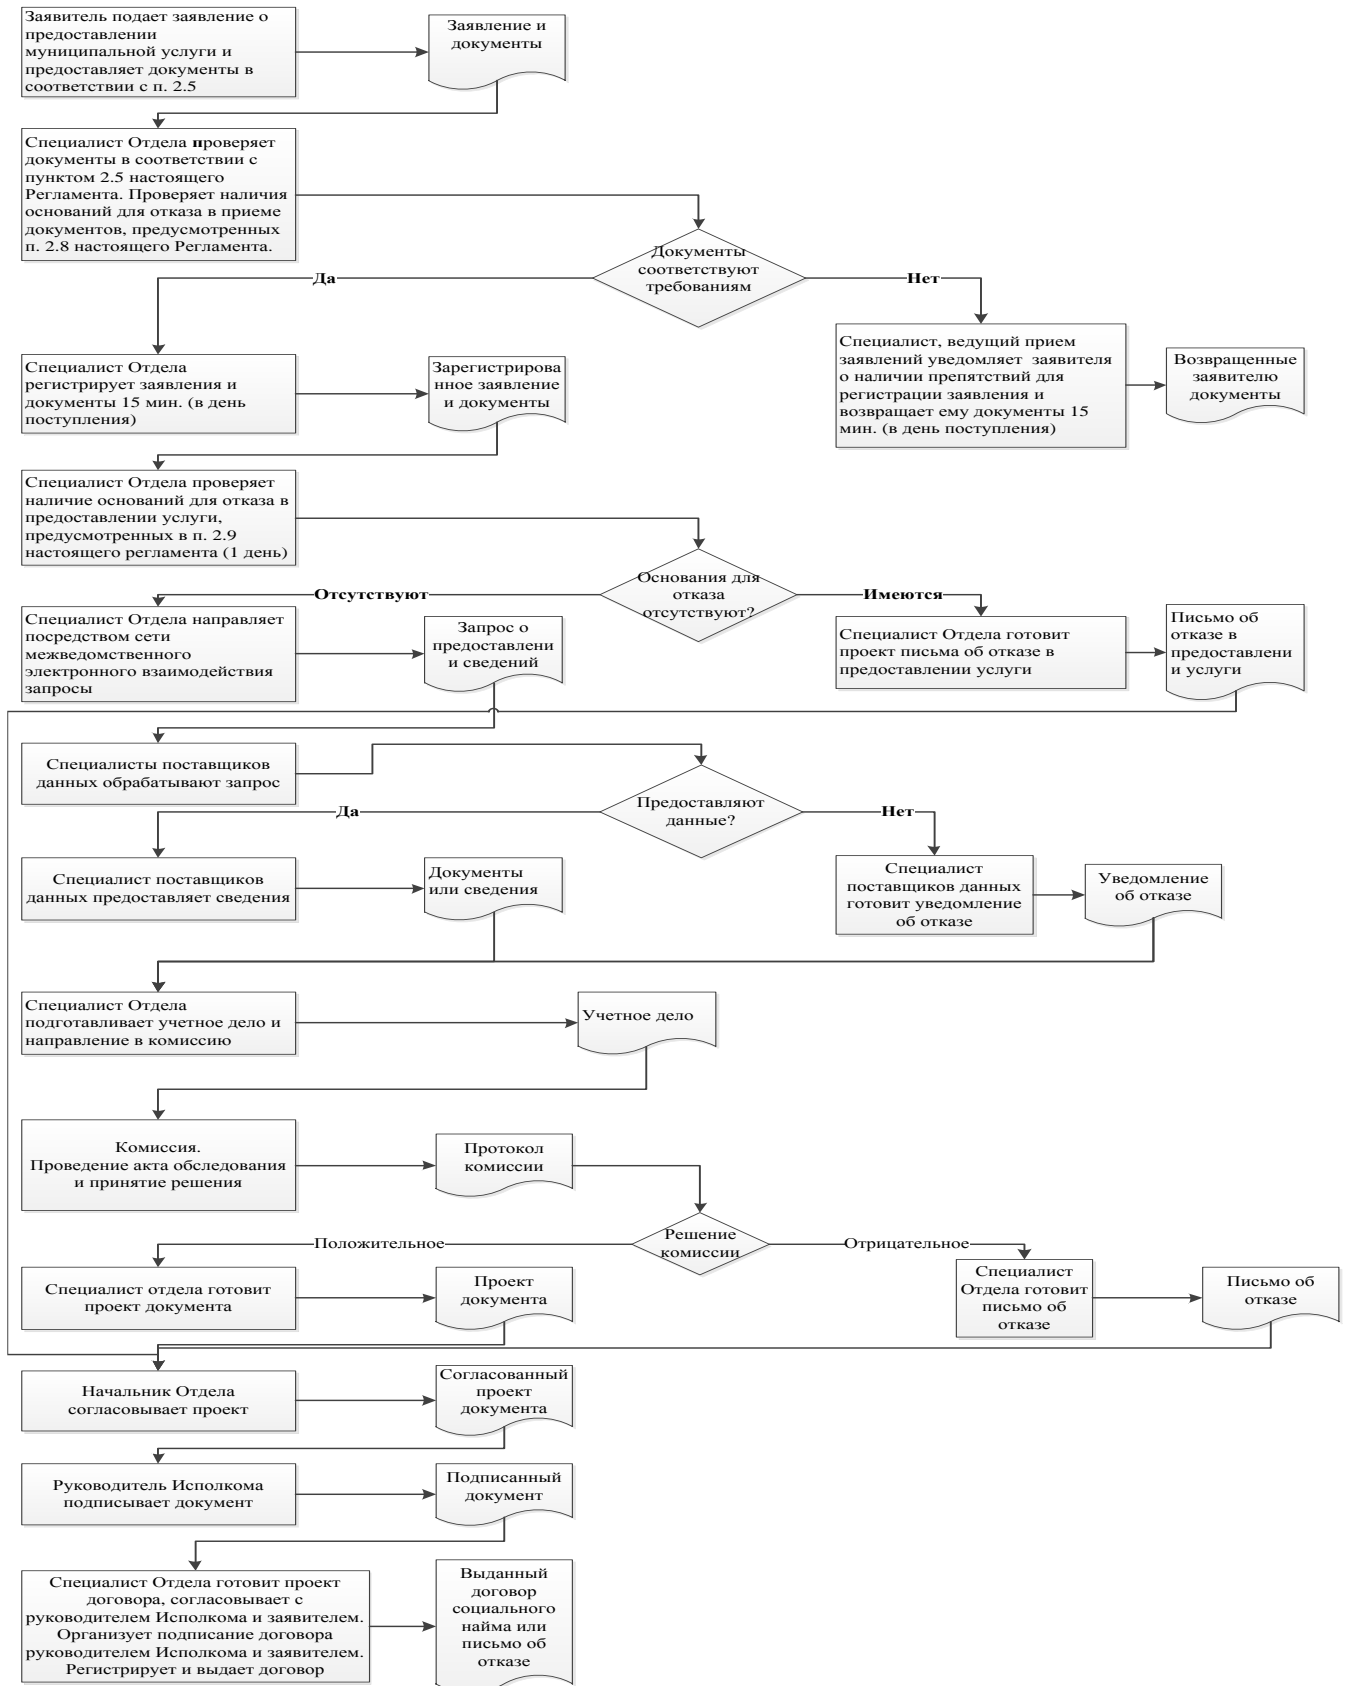 Заявитель подает заявление о
предоставлении
муниципальной услуги и
предоставляет документы в
соответствии с п. 2.5
Заявление и
документы
Специалист Отдела проверяет
документы в соответствии с
пунктом 2.5 настоящего
Регламента. Проверяет наличия
оснований для отказа в приеме
документов, предусмотренных
п. 2.8 настоящего Регламента.
Документы
соответствуют
требованиям
Да
Нет
Специалист Отдела
регистрирует заявления и
документы 15 мин. (в день
поступления)
Зарегистрирова
нное заявление
и документы
Специалист, ведущий прием
заявлений уведомляет заявителя
о наличии препятствий для
регистрации заявления и
возвращает ему документы 15
мин. (в день поступления)
Возвращенные
заявителю
документы
Специалист Отдела проверяет
наличие оснований для отказа в
предоставлении услуги,
предусмотренных в п. 2.9
настоящего регламента (1 день)
Основания для
отказа
отсутствуют?
Отсутствуют
Имеются
Специалист Отдела направляет
посредством сети
межведомственного
электронного взаимодействия
запросы
Запрос о
предоставлени
и сведений
Специалист Отдела готовит
проект письма об отказе в
предоставлении услуги
Письмо об
отказе в
предоставлени
и услуги
Специалисты поставщиков
данных обрабатывают запрос
Предоставляют
данные?
Да
Нет
Специалист поставщиков
данных предоставляет сведения
Документы
или сведения
Специалист
поставщиков данных
готовит уведомление
об отказе
Уведомление
об отказе
Специалист Отдела
подготавливает учетное дело и
направление в комиссию
Учетное дело
Комиссия.
Проведение акта обследования
и принятие решения
Протокол
комиссии
Решение
комиссии
Положительное
Отрицательное
Специалист отдела готовит
проект документа
Проект
документа
Специалист
Отдела готовит
письмо об
отказе
Письмо об
отказе
Начальник Отдела
согласовывает проект
Согласованный
проект
документа
Руководитель Исполкома
подписывает документ
Подписанный
документ
Специалист Отдела готовит проект
договора, согласовывает с
руководителем Исполкома и заявителем.
Организует подписание договора
руководителем Исполкома и заявителем.
Регистрирует и выдает договор
Выданный
договор
социального
найма или
письмо об
отказе